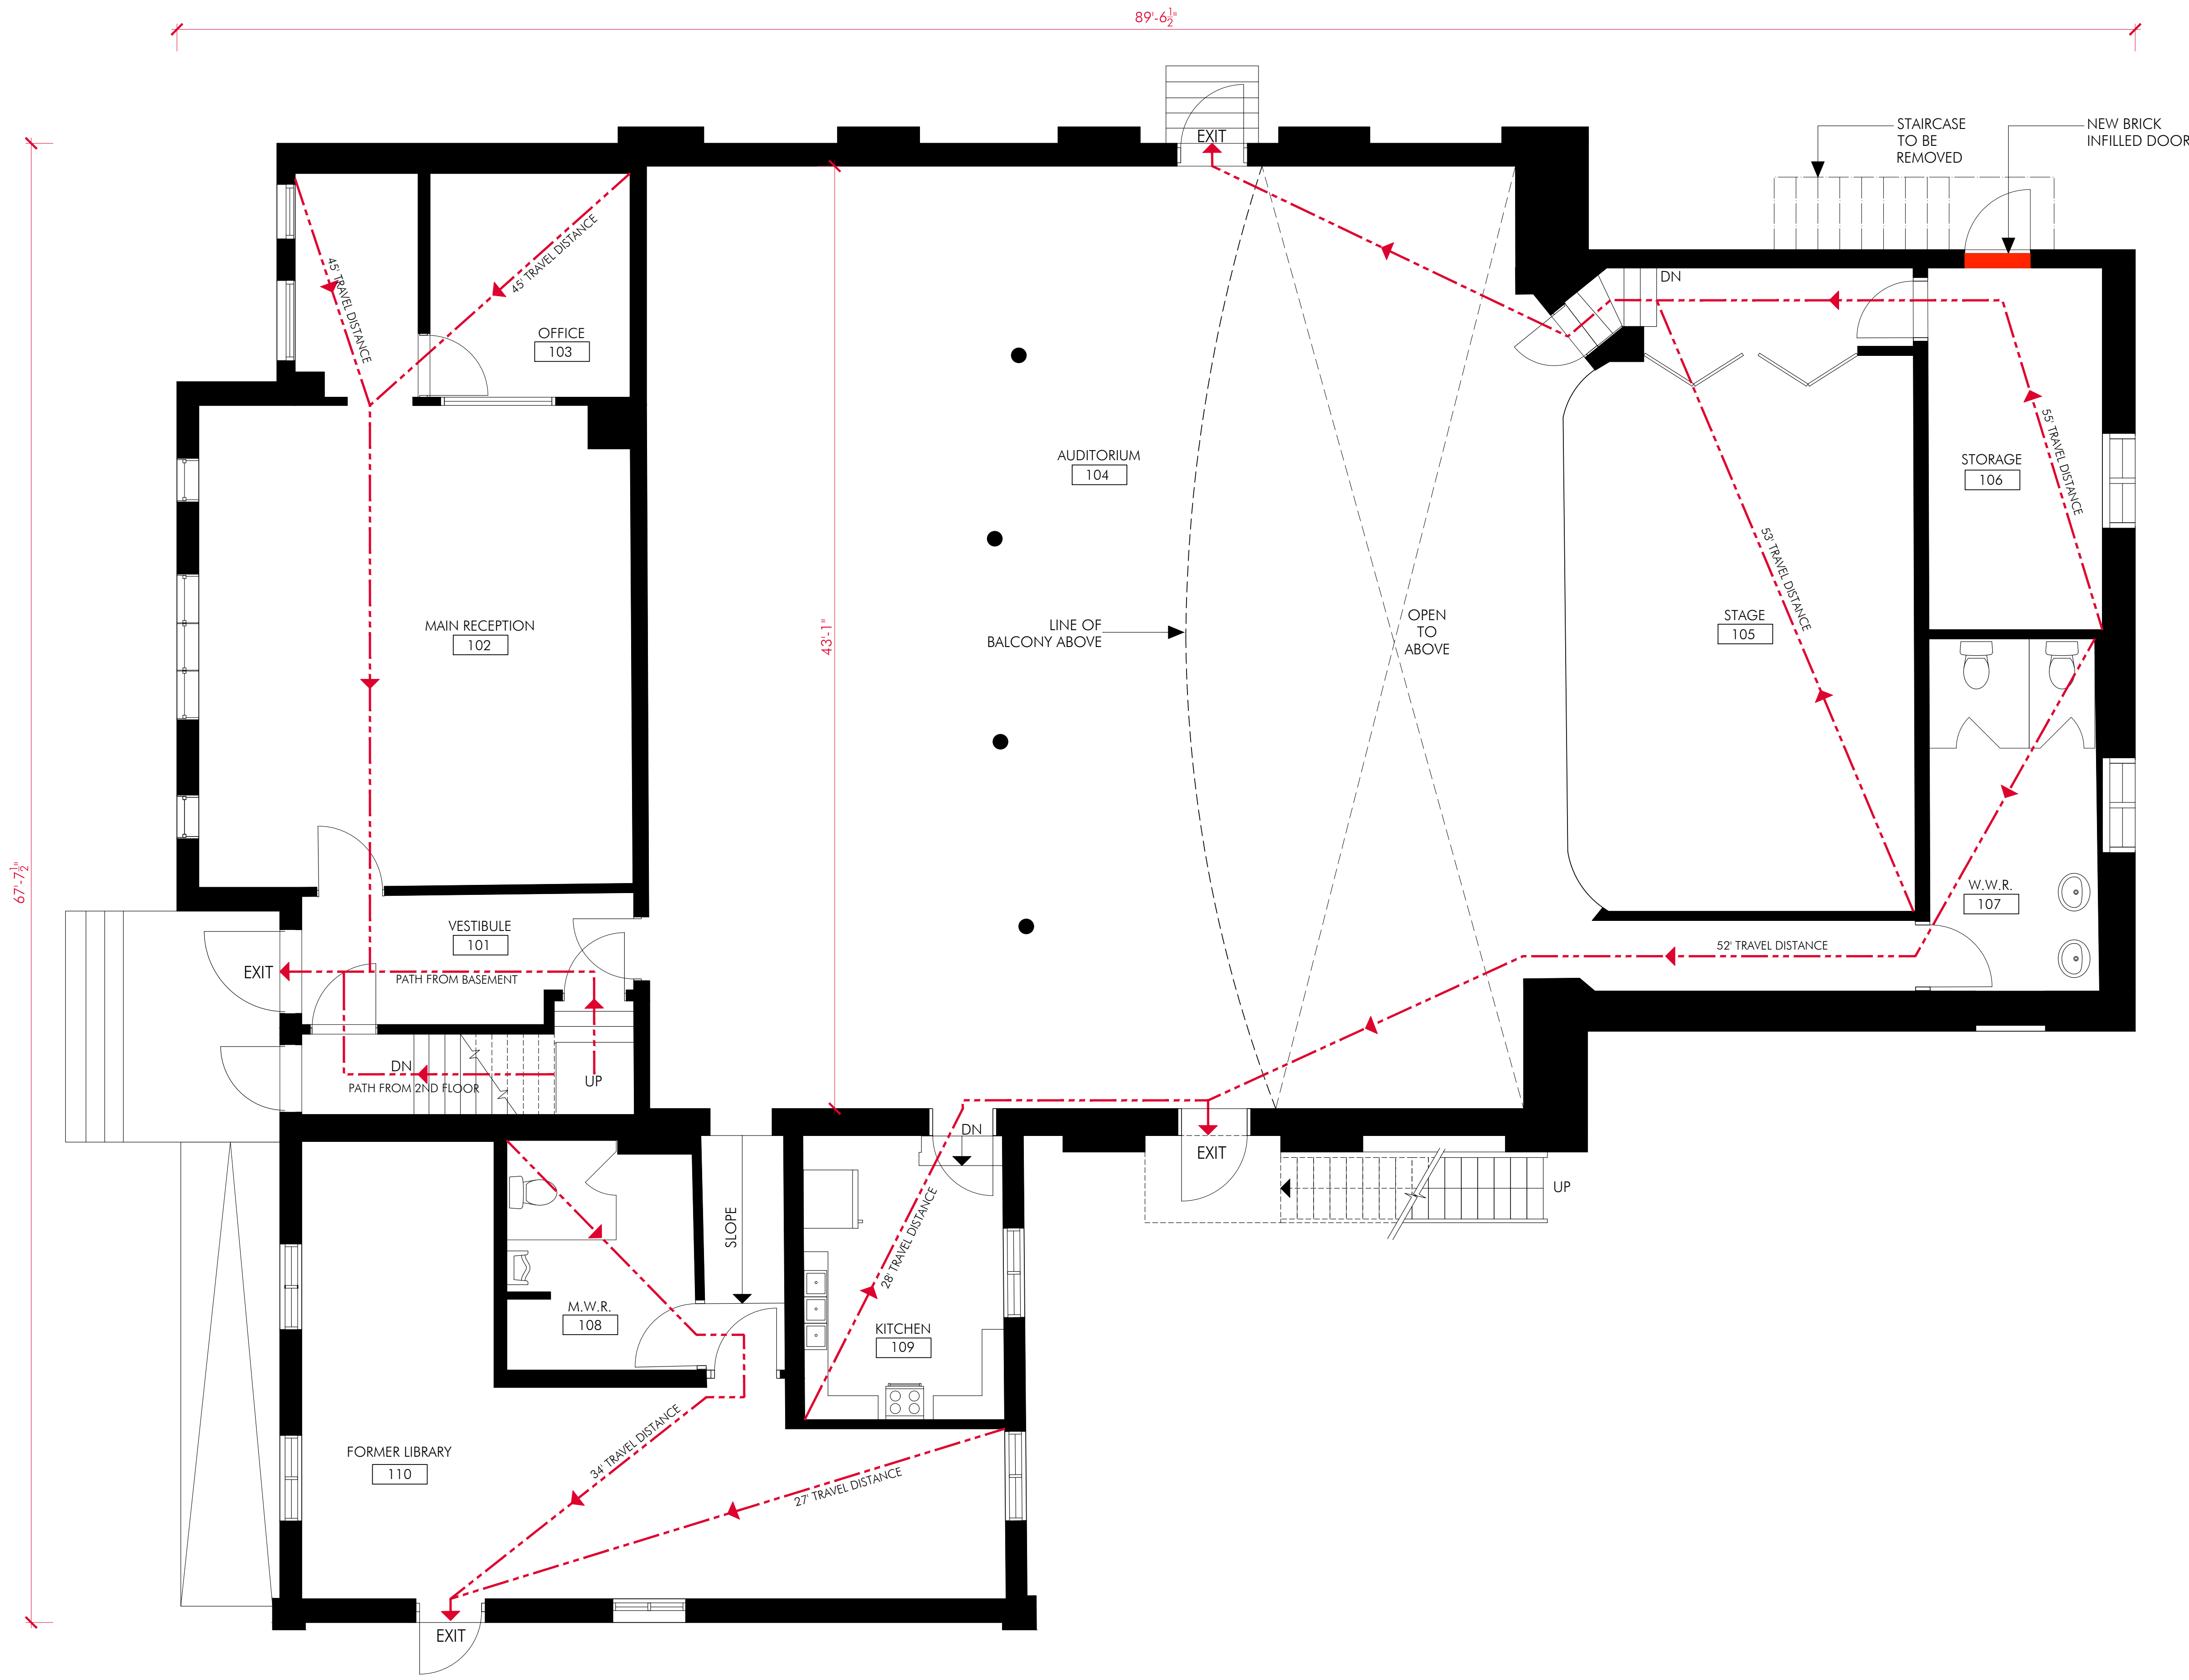 89'-6 1/2"
EXIT
STAIRCASE
TO BE
REMOVED
NEW BRICK
INFILLED DOOR
DN
45' TRAVEL DISTANCE
45' TRAVEL DISTANCE
OFFICE
103
AUDITORIUM
104
STORAGE
106
55' TRAVEL DISTANCE
53' TRAVEL DISTANCE
MAIN RECEPTION
102
43'-1"
LINE OF
BALCONY ABOVE
OPEN
TO
ABOVE
STAGE
105
67'-7 1/2"
W.W.R.
107
VESTIBULE
101
52' TRAVEL DISTANCE
EXIT
PATH FROM BASEMENT
DN
UP
PATH FROM 2ND FLOOR
DN
EXIT
UP
SLOPE
28' TRAVEL DISTANCE
M.W.R.
108
KITCHEN
109
34' TRAVEL DISTANCE
FORMER LIBRARY
110
27' TRAVEL DISTANCE
EXIT